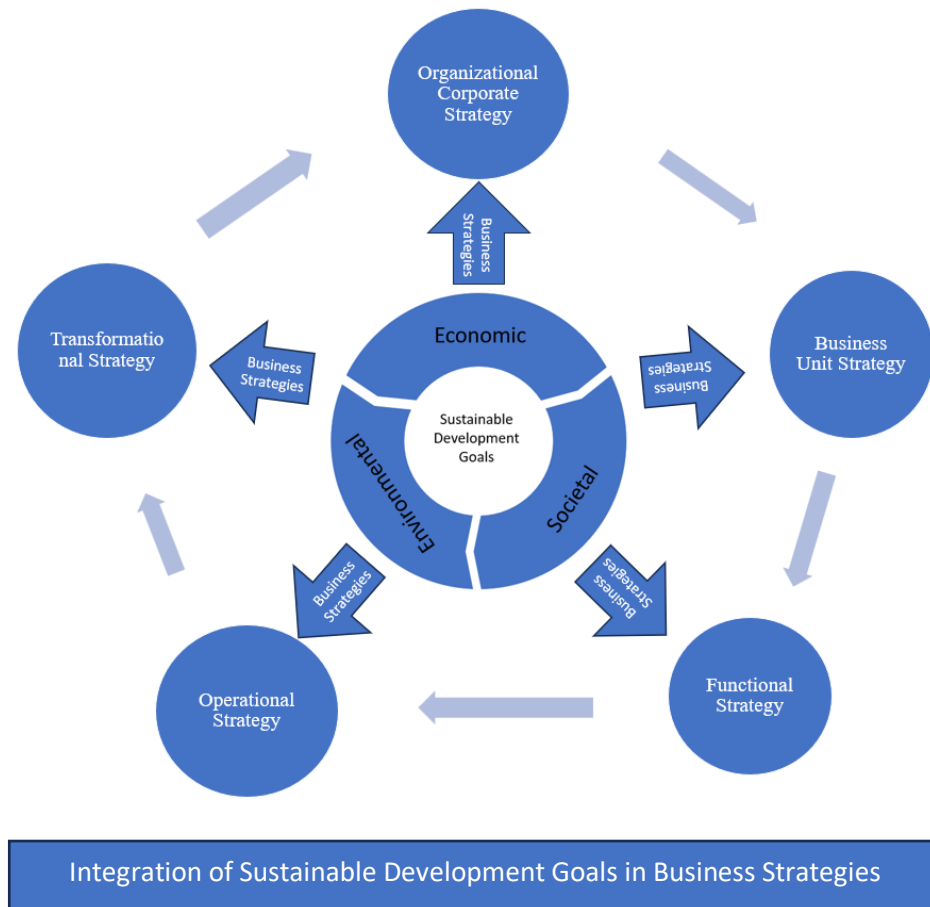 Organizational
Corporate
Strategy
Business
Strategies
Transformatio
nal Strategy
Business
Strategies
Economic
Business
Strategies
Business
Unit Strategy
Sustainable
Development
Goals
Environmental
Societal
Business
Strategies
Business
Strategies
Operational
Strategy
Functional
Strategy
Integration of Sustainable Development Goals in Business Strategies